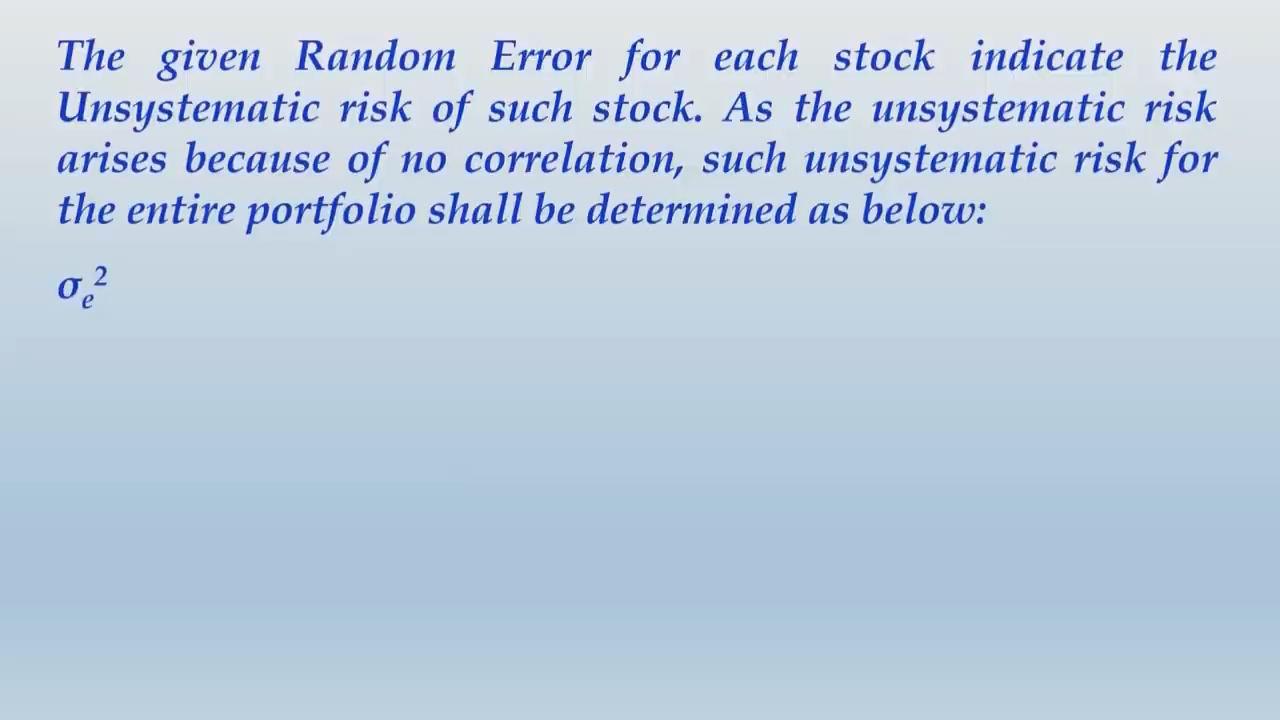 The given Random Error for each stock indicate the
Unsystematic risk of such stock. As the unsystematic risk
arises because of no correlation, such unsystematic risk for
the entire portfolio shall be determined as below:
σₑ²